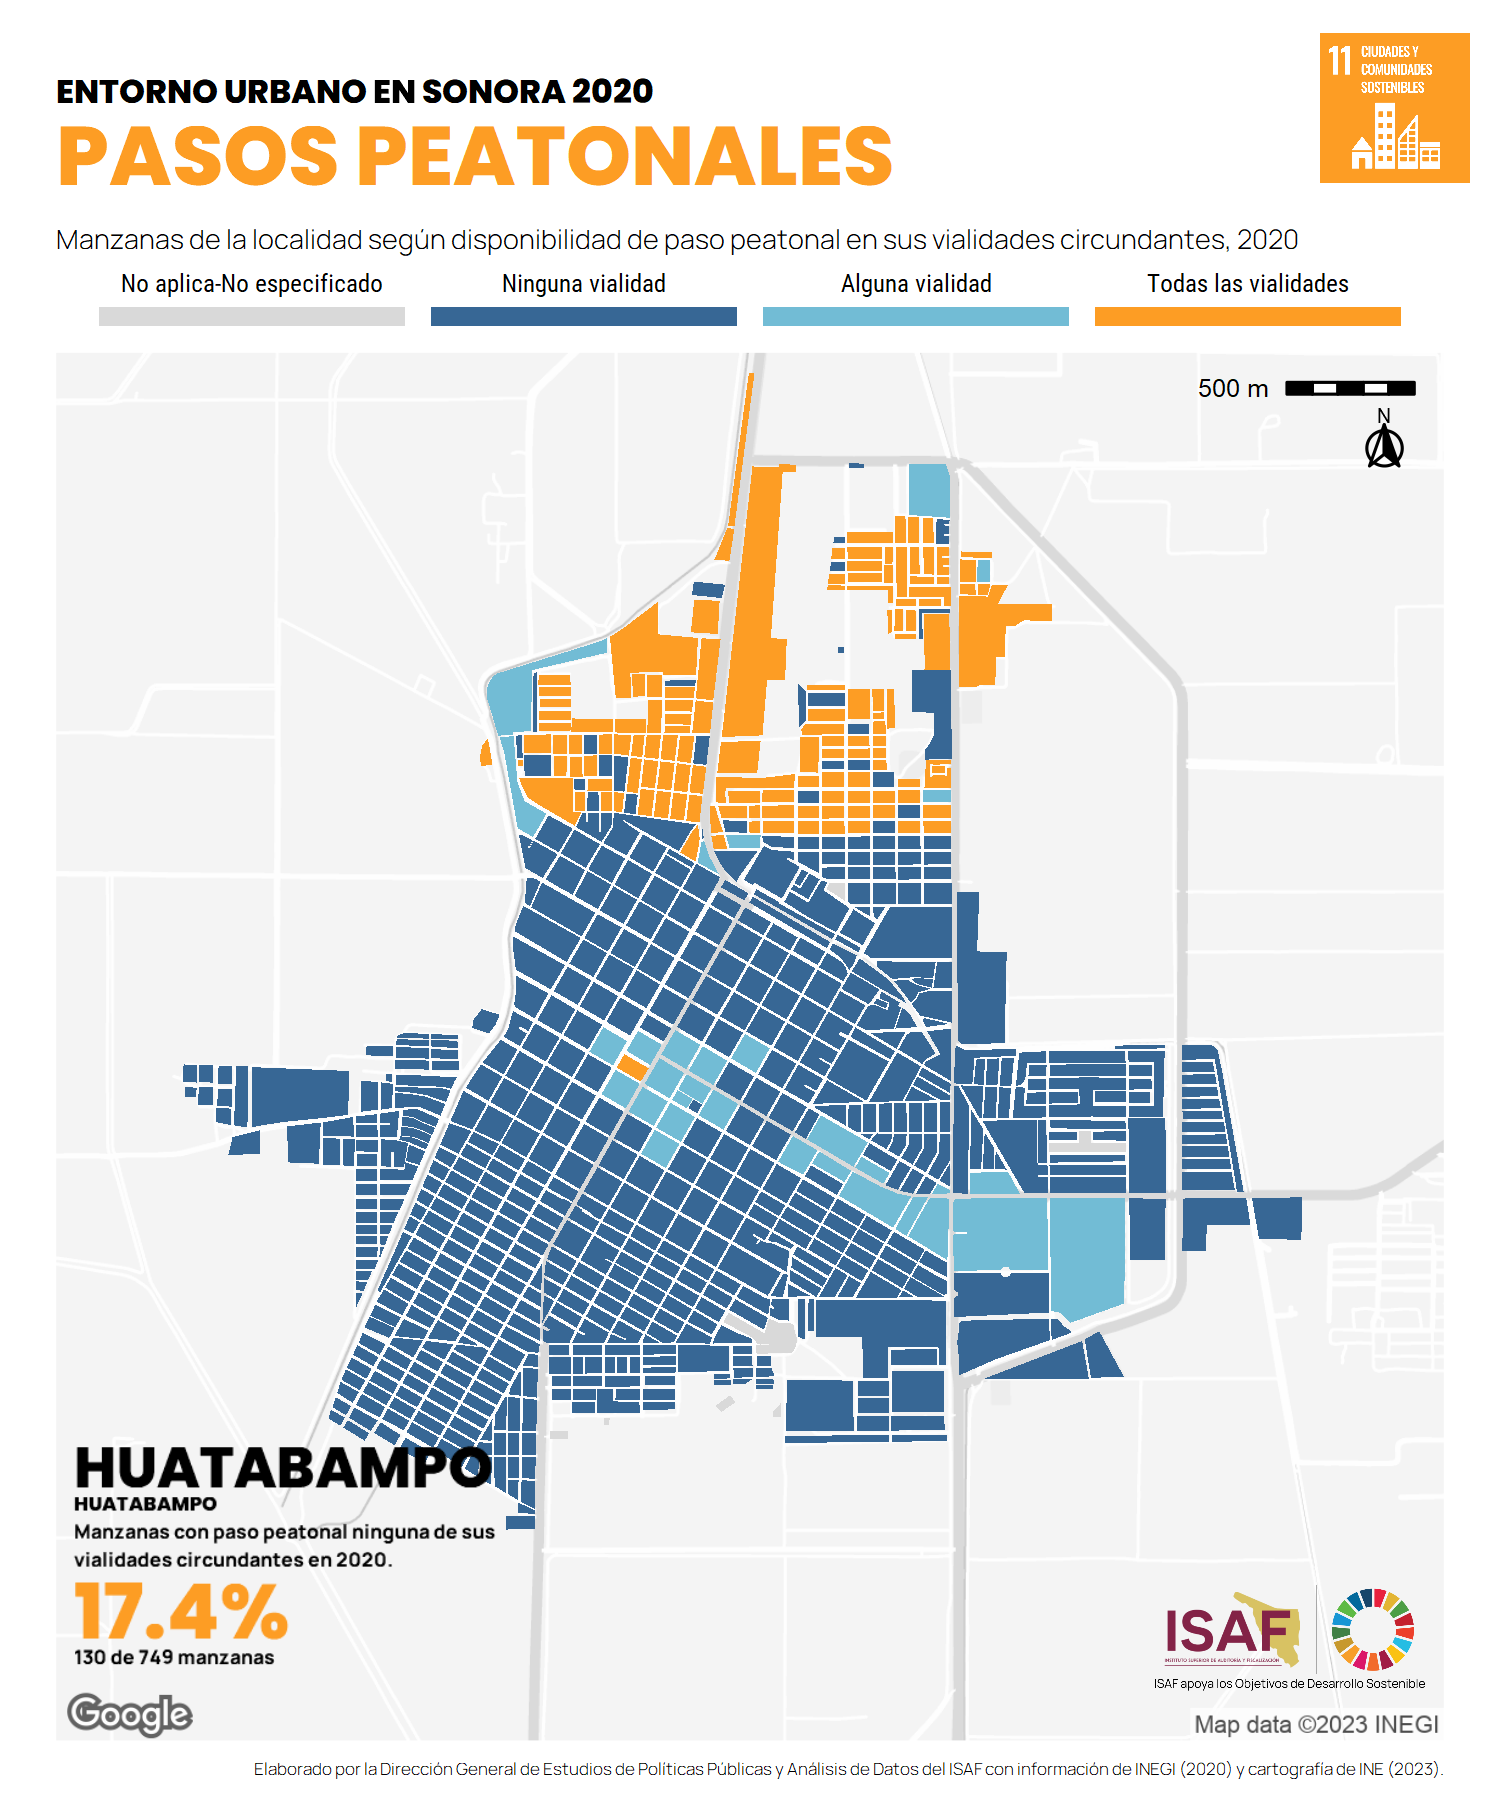 ENTORNO URBANO EN SONORA 2020
PASOS PEATONALES
11 CIUDADES Y
COMUNIDADES
SOSTENIBLES
Manzanas de la localidad según disponibilidad de paso peatonal en sus vialidades circundantes, 2020
No aplica-No especificado
Ninguna vialidad
Alguna vialidad
Todas las vialidades
500 m
N
HUATABAMPO
HUATABAMPO
Manzanas con paso peatonal ninguna de sus
vialidades circundantes en 2020.
17.4%
130 de 749 manzanas
Google
ISAF
INSTITUTO SUPERIOR DE AUDITORÍA Y FISCALIZACIÓN
ISAF apoya los Objetivos de Desarrollo Sostenible
Map data ©2023 INEGI
Elaborado por la Dirección General de Estudios de Políticas Públicas y Análisis de Datos del ISAF con información de INEGI (2020) y cartografía de INE (2023).